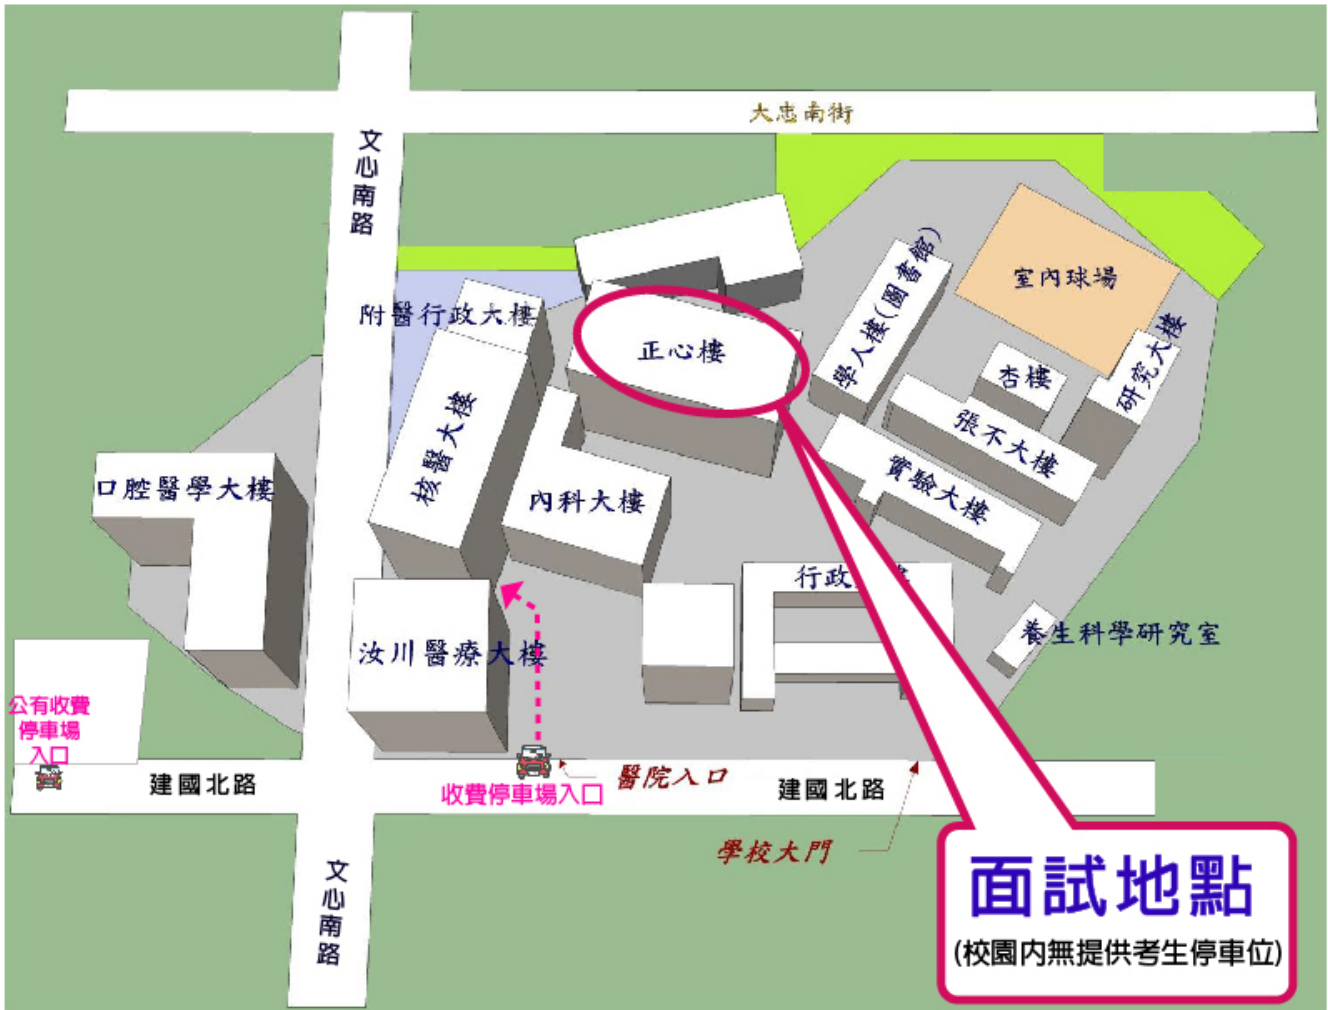 大忠南街
文心南路
室內球場
學人樓(圖書館)
附醫行政大樓
正心樓
研究大樓
杏樓
張不大樓
核醫大樓
實驗大樓
口腔醫學大樓
內科大樓
行政
養生科學研究室
汝川醫療大樓
公有收費
停車場
入口
建國北路
收費停車場入口
醫院入口
建國北路
學校大門
文心南路
面試地點
(校園內無提供考生停車位)